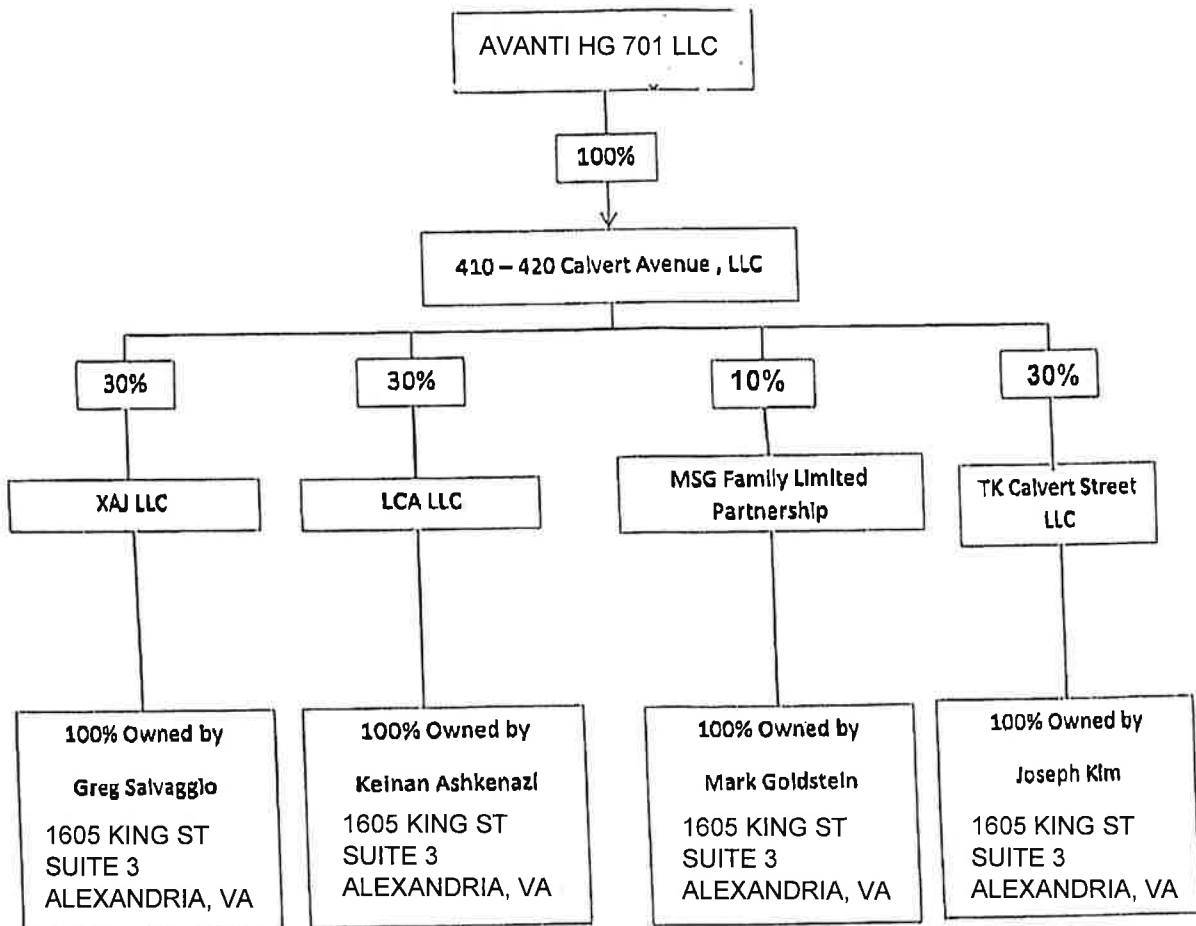 AVANTI HG 701 LLC
100%
410 – 420 Calvert Avenue , LLC
30%
30%
10%
30%
XAJ LLC
LCA LLC
MSG Family Limited
Partnership
TK Calvert Street
LLC
100% Owned by
Greg Salvaggio
1605 KING ST
SUITE 3
ALEXANDRIA, VA
100% Owned by
Keinan Ashkenazi
1605 KING ST
SUITE 3
ALEXANDRIA, VA
100% Owned by
Mark Goldstein
1605 KING ST
SUITE 3
ALEXANDRIA, VA
100% Owned by
Joseph Kim
1605 KING ST
SUITE 3
ALEXANDRIA, VA